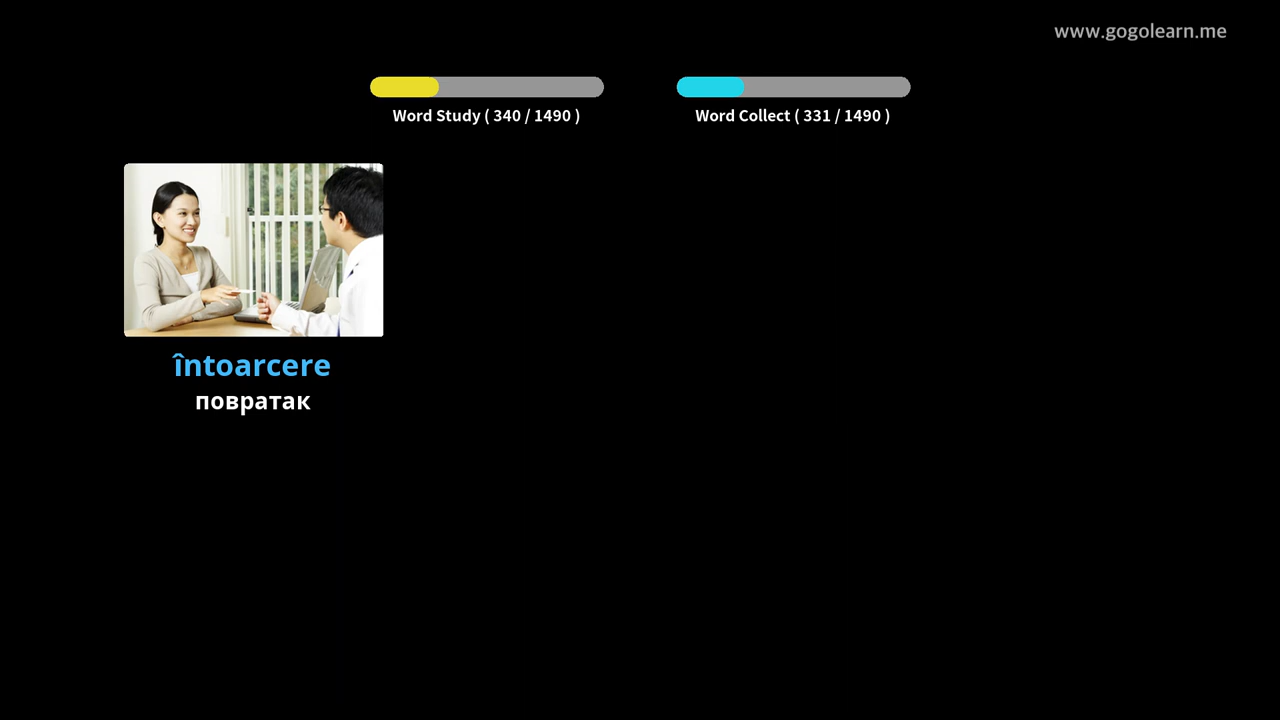 www.gogolearn.me
Word Study ( 340 / 1490 )
Word Collect ( 331 / 1490 )
întoarcere
повратак